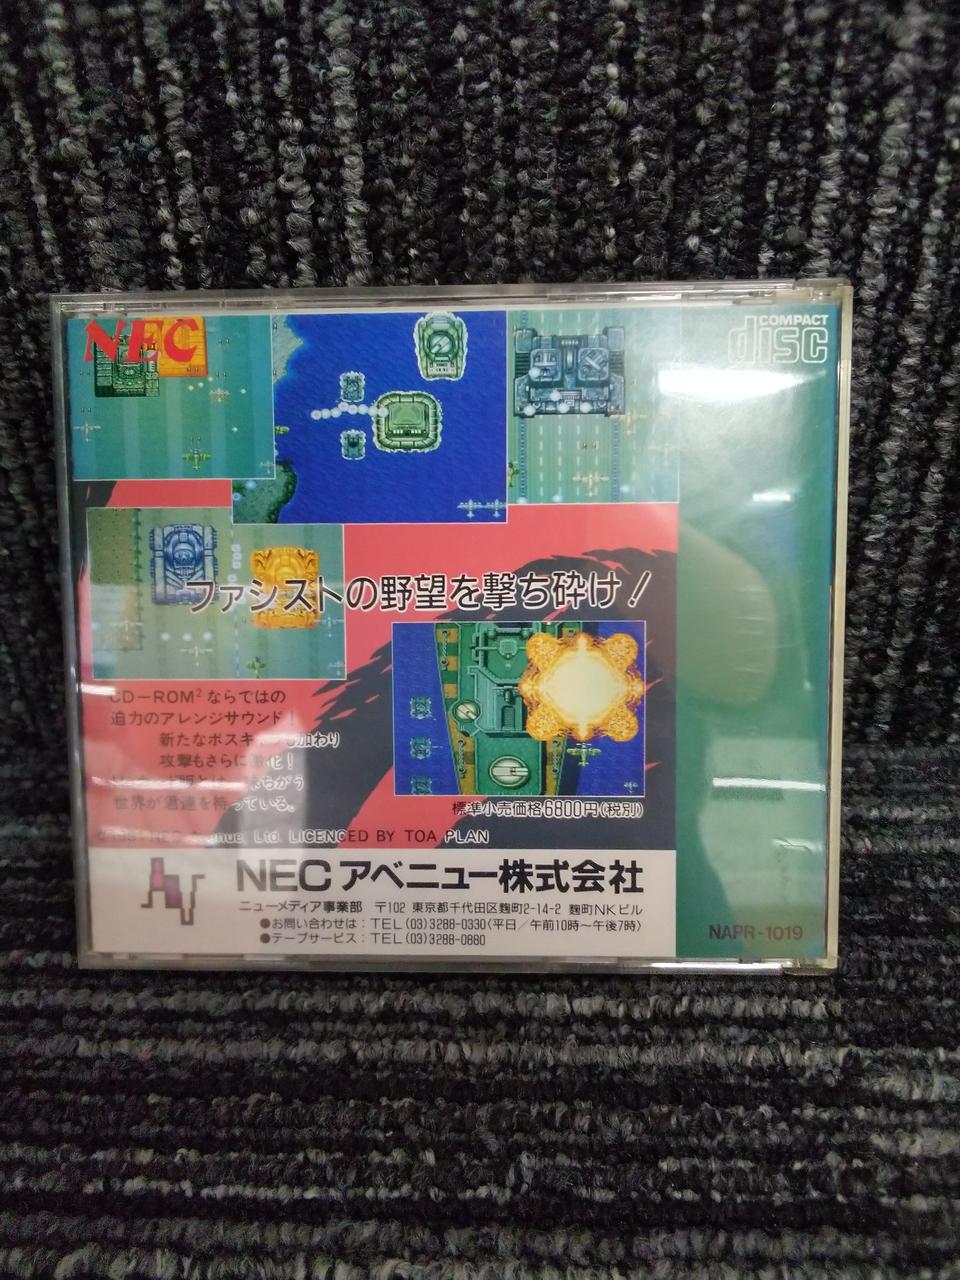 NEC
COMPACT
disc
ファシストの野望を撃ち砕け!
CD-ROM²ならではの
迫力のアレンジサウンド!
新たなボスキ も加わり
攻撃もさらに激化!
ちがう
世界が君達を待っている。
標準小売価格6800円(税別)
Ltd. LICENCED BY TOA PLAN
NECアベニュー株式会社
ニューメディア事業部 〒102 東京都千代田区麹町2-14-2 麹町NKビル
●お問い合わせは:TEL(03)3288-0330(平日/午前10時~午後7時)
●テープサービス:TEL(03)3288-0880
NAPR-1019